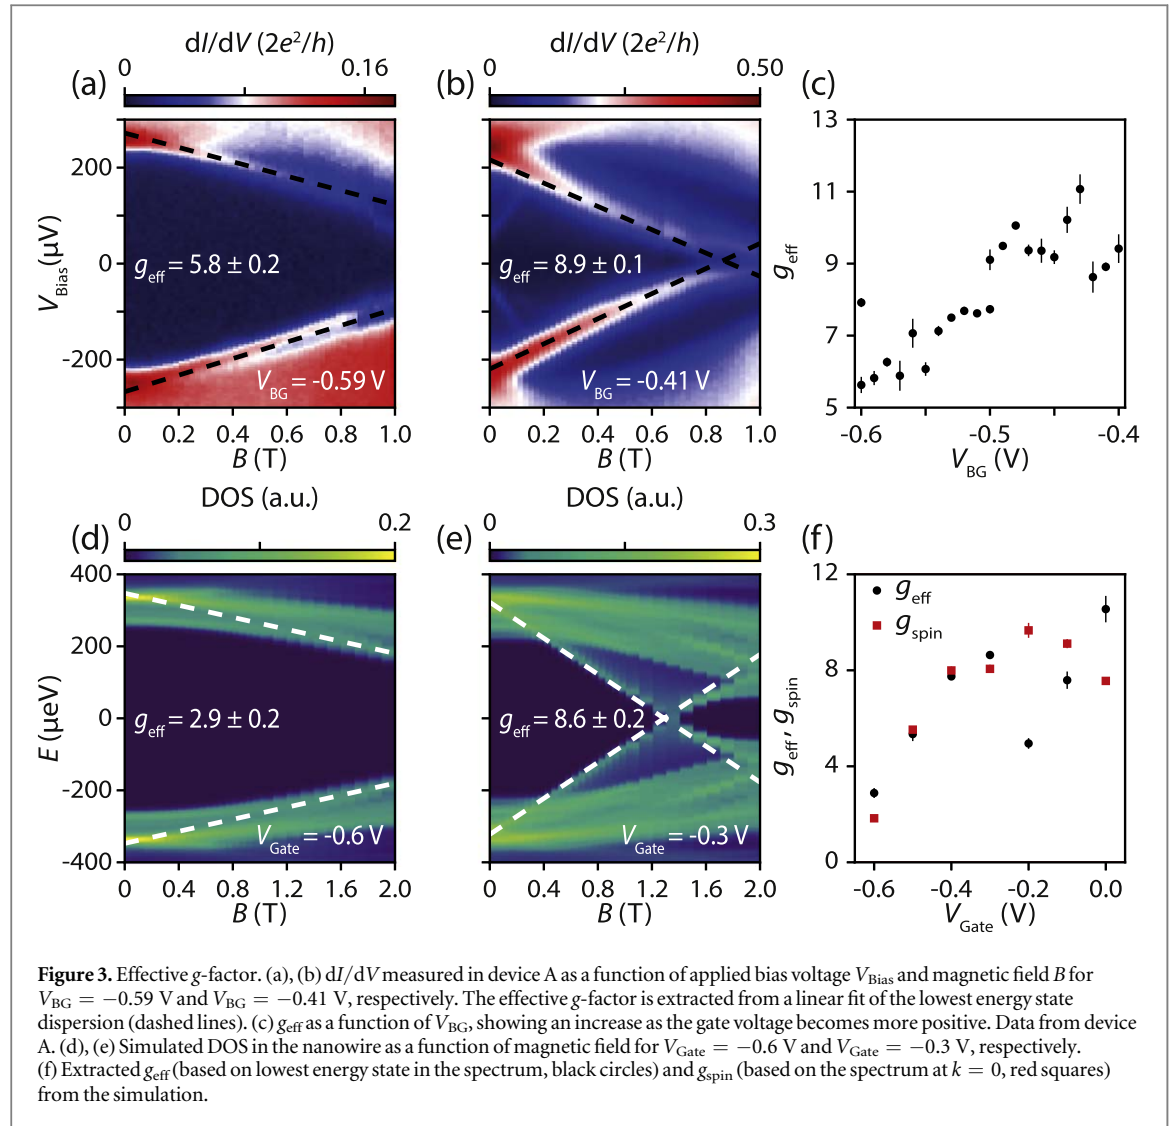 dI/dV (2e²/h)
0 0.16
(a)
200
0
-200
V_Bias (μV)
g_eff = 5.8 ± 0.2
V_BG = -0.59 V
0 0.2 0.4 0.6 0.8 1.0
B (T)
dI/dV (2e²/h)
0 0.50
(b)
g_eff = 8.9 ± 0.1
V_BG = -0.41 V
0 0.2 0.4 0.6 0.8 1.0
B (T)
(c)
13
11
9
7
5
g_eff
-0.6 -0.5 -0.4
V_BG (V)
DOS (a.u.)
0 0.2
(d)
400
200
0
-200
-400
E (μeV)
g_eff = 2.9 ± 0.2
V_Gate = -0.6 V
0 0.4 0.8 1.2 1.6 2.0
B (T)
DOS (a.u.)
0 0.3
(e)
g_eff = 8.6 ± 0.2
V_Gate = -0.3 V
0 0.4 0.8 1.2 1.6 2.0
B (T)
(f)
12
8
4
0
g_eff, g_spin
g_eff
g_spin
-0.6 -0.4 -0.2 0.0
V_Gate (V)
Figure 3. Effective g-factor. (a), (b) dI/dV measured in device A as a function of applied bias voltage V_Bias and magnetic field B for
V_BG = −0.59 V and V_BG = −0.41 V, respectively. The effective g-factor is extracted from a linear fit of the lowest energy state
dispersion (dashed lines). (c) g_eff as a function of V_BG, showing an increase as the gate voltage becomes more positive. Data from device
A. (d), (e) Simulated DOS in the nanowire as a function of magnetic field for V_Gate = −0.6 V and V_Gate = −0.3 V, respectively.
(f) Extracted g_eff (based on lowest energy state in the spectrum, black circles) and g_spin (based on the spectrum at k = 0, red squares)
from the simulation.